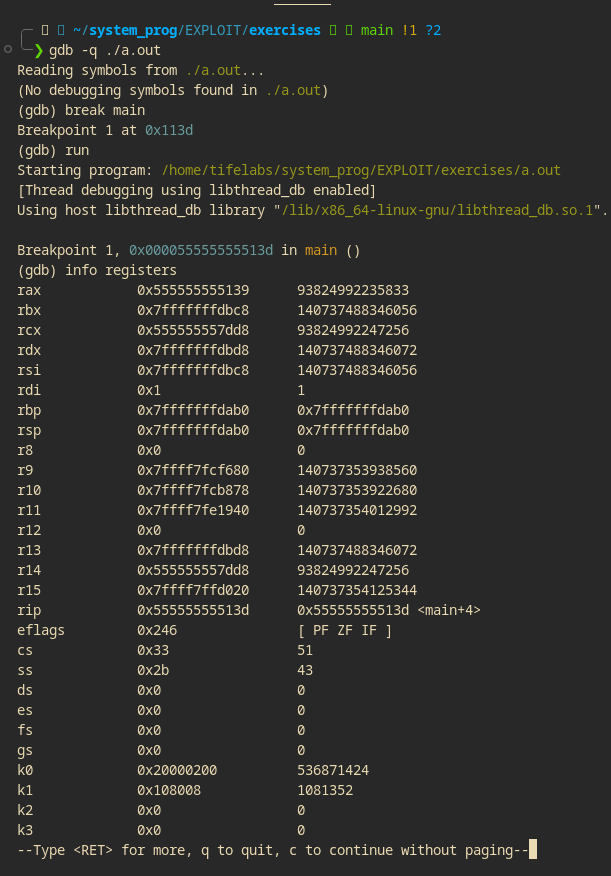 ~/system_prog/EXPLOIT/exercises main !1 ?2
❯ gdb -q ./a.out
Reading symbols from ./a.out...
(No debugging symbols found in ./a.out)
(gdb) break main
Breakpoint 1 at 0x113d
(gdb) run
Starting program: /home/tifelabs/system_prog/EXPLOIT/exercises/a.out
[Thread debugging using libthread_db enabled]
Using host libthread_db library "/lib/x86_64-linux-gnu/libthread_db.so.1".
Breakpoint 1, 0x000055555555513d in main ()
(gdb) info registers
rax 0x555555555139 93824992235833
rbx 0x7fffffffdbc8 140737488346056
rcx 0x555555557dd8 93824992247256
rdx 0x7fffffffdbd8 140737488346072
rsi 0x7fffffffdbc8 140737488346056
rdi 0x1 1
rbp 0x7fffffffdab0 0x7fffffffdab0
rsp 0x7fffffffdab0 0x7fffffffdab0
r8 0x0 0
r9 0x7ffff7fcf680 140737353938560
r10 0x7ffff7fcb878 140737353922680
r11 0x7ffff7fe1940 140737354012992
r12 0x0 0
r13 0x7fffffffdbd8 140737488346072
r14 0x555555557dd8 93824992247256
r15 0x7ffff7ffd020 140737354125344
rip 0x55555555513d 0x55555555513d <main+4>
eflags 0x246 [ PF ZF IF ]
cs 0x33 51
ss 0x2b 43
ds 0x0 0
es 0x0 0
fs 0x0 0
gs 0x0 0
k0 0x20000200 536871424
k1 0x108008 1081352
k2 0x0 0
k3 0x0 0
--Type <RET> for more, q to quit, c to continue without paging--